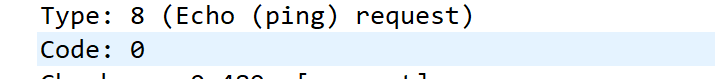 Type: 8 (Echo (ping) request)
Code: 0